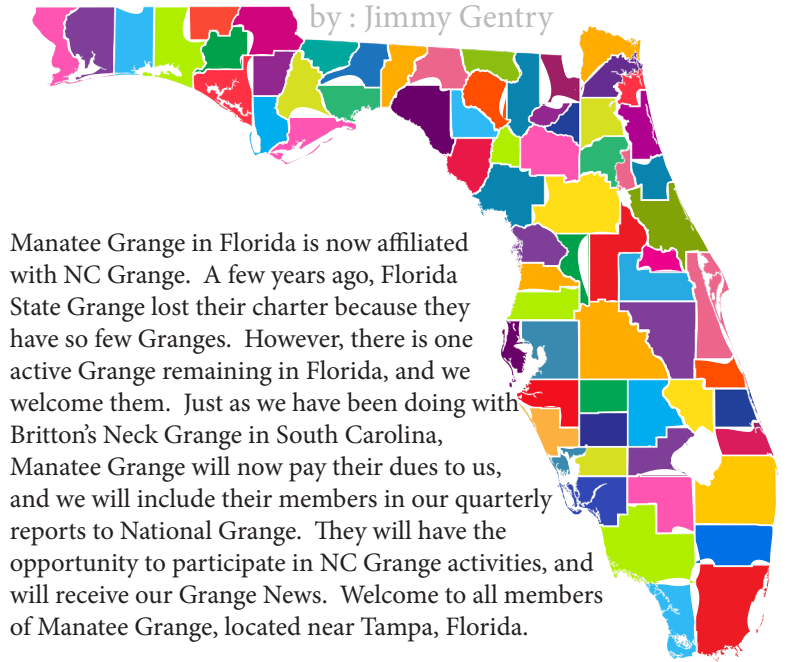 by : Jimmy Gentry
Manatee Grange in Florida is now affiliated
with NC Grange.  A few years ago, Florida
State Grange lost their charter because they
have so few Granges.  However, there is one
active Grange remaining in Florida, and we
welcome them.  Just as we have been doing with
Britton's Neck Grange in South Carolina,
Manatee Grange will now pay their dues to us,
and we will include their members in our quarterly
reports to National Grange.  They will have the
opportunity to participate in NC Grange activities, and
will receive our Grange News.  Welcome to all members
of Manatee Grange, located near Tampa, Florida.